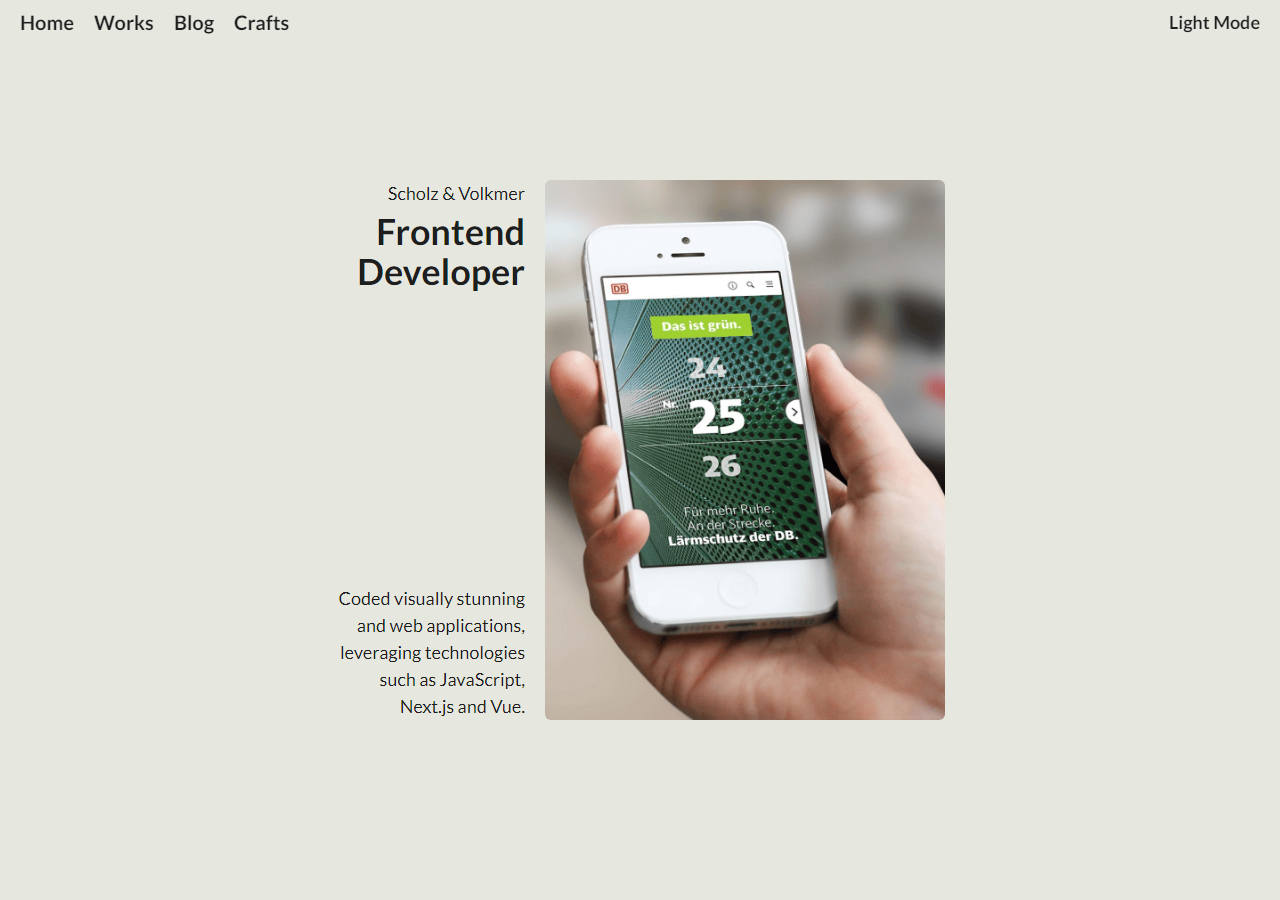 Home Works Blog Crafts Light Mode
Scholz & Volkmer
Frontend
Developer
Coded visually stunning
and web applications,
leveraging technologies
such as JavaScript,
Next.js and Vue.
DB
Das ist grün.
24
Nr. 25
26
Für mehr Ruhe.
An der Strecke.
Lärmschutz der DB.